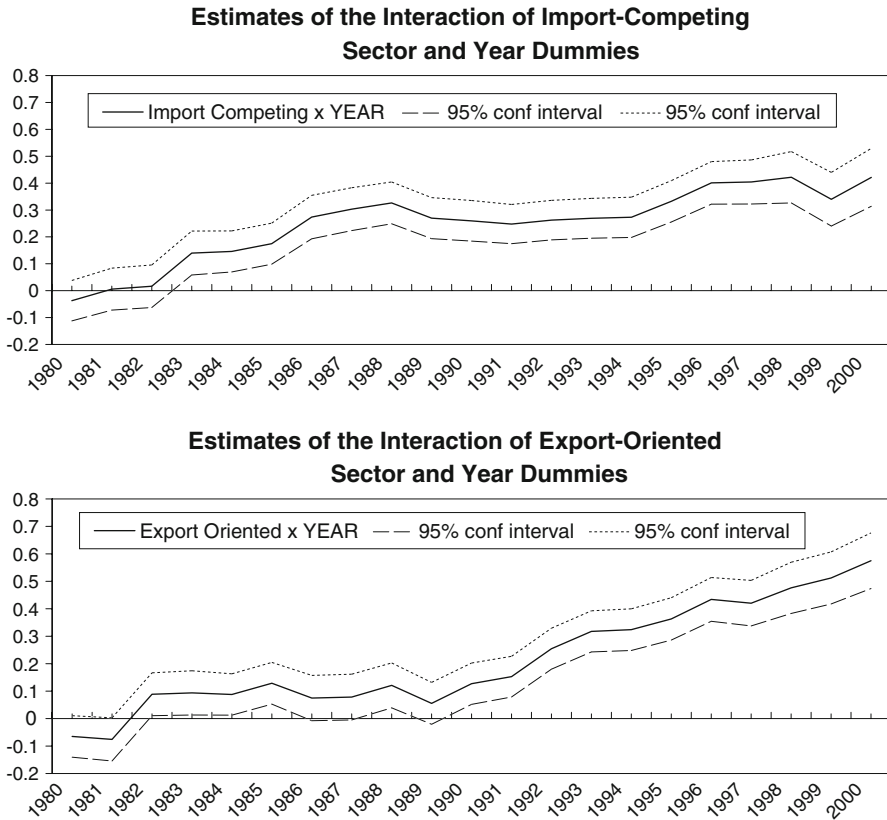 Estimates of the Interaction of Import-Competing
Sector and Year Dummies
0.8
0.7
0.6
0.5
0.4
0.3
0.2
0.1
0
-0.1
-0.2
Import Competing x YEAR 95% conf interval 95% conf interval
1980 1981 1982 1983 1984 1985 1986 1987 1988 1989 1990 1991 1992 1993 1994 1995 1996 1997 1998 1999 2000
Estimates of the Interaction of Export-Oriented
Sector and Year Dummies
0.8
0.7
0.6
0.5
0.4
0.3
0.2
0.1
0
-0.1
-0.2
Export Oriented x YEAR 95% conf interval 95% conf interval
1980 1981 1982 1983 1984 1985 1986 1987 1988 1989 1990 1991 1992 1993 1994 1995 1996 1997 1998 1999 2000